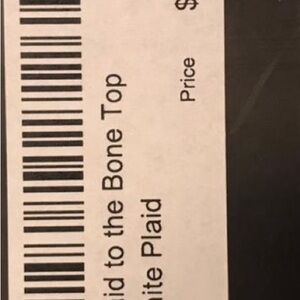 id to the Bone Top
ite Plaid
Price $